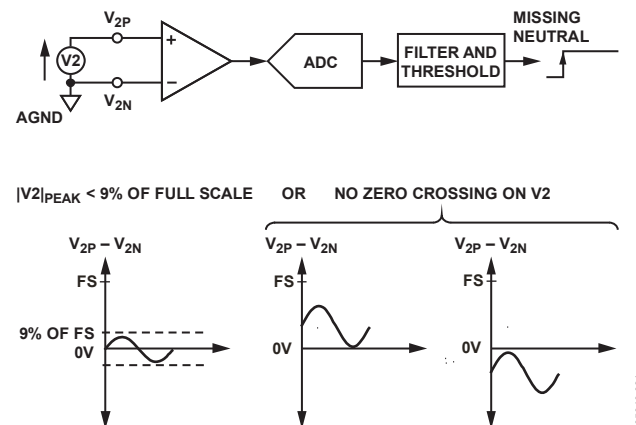 V2P
V2
V2N
AGND
+
–
ADC
FILTER AND
THRESHOLD
MISSING
NEUTRAL
|V2|PEAK < 9% OF FULL SCALE OR NO ZERO CROSSING ON V2
V2P – V2N
FS
9% OF FS
0V
V2P – V2N
FS
0V
V2P – V2N
FS
0V